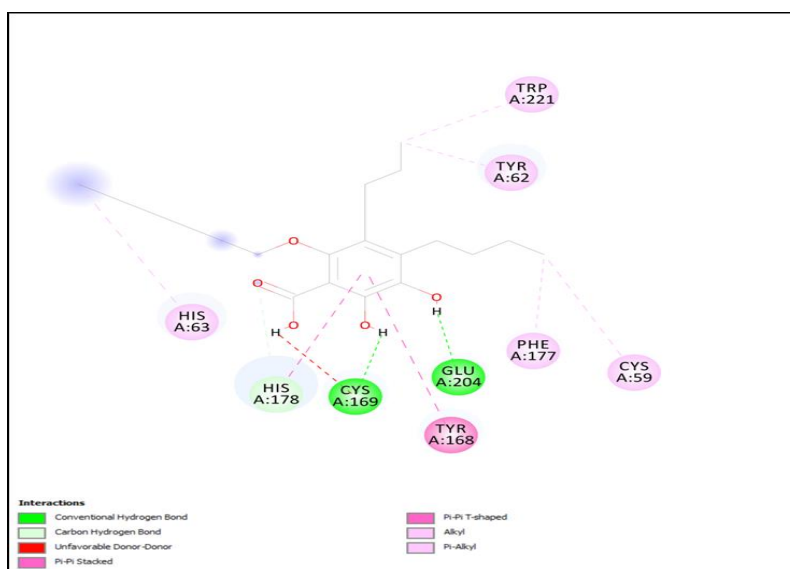 TRP
A:221
TYR
A:62
O
O
HIS
A:63
O
O
O
H
H
H
PHE
A:177
CYS
A:59
GLU
A:204
HIS
A:178
CYS
A:169
TYR
A:168
Interactions
Conventional Hydrogen Bond
Carbon Hydrogen Bond
Unfavorable Donor-Donor
Pi-Pi Stacked
Pi-Pi T-shaped
Alkyl
Pi-Alkyl